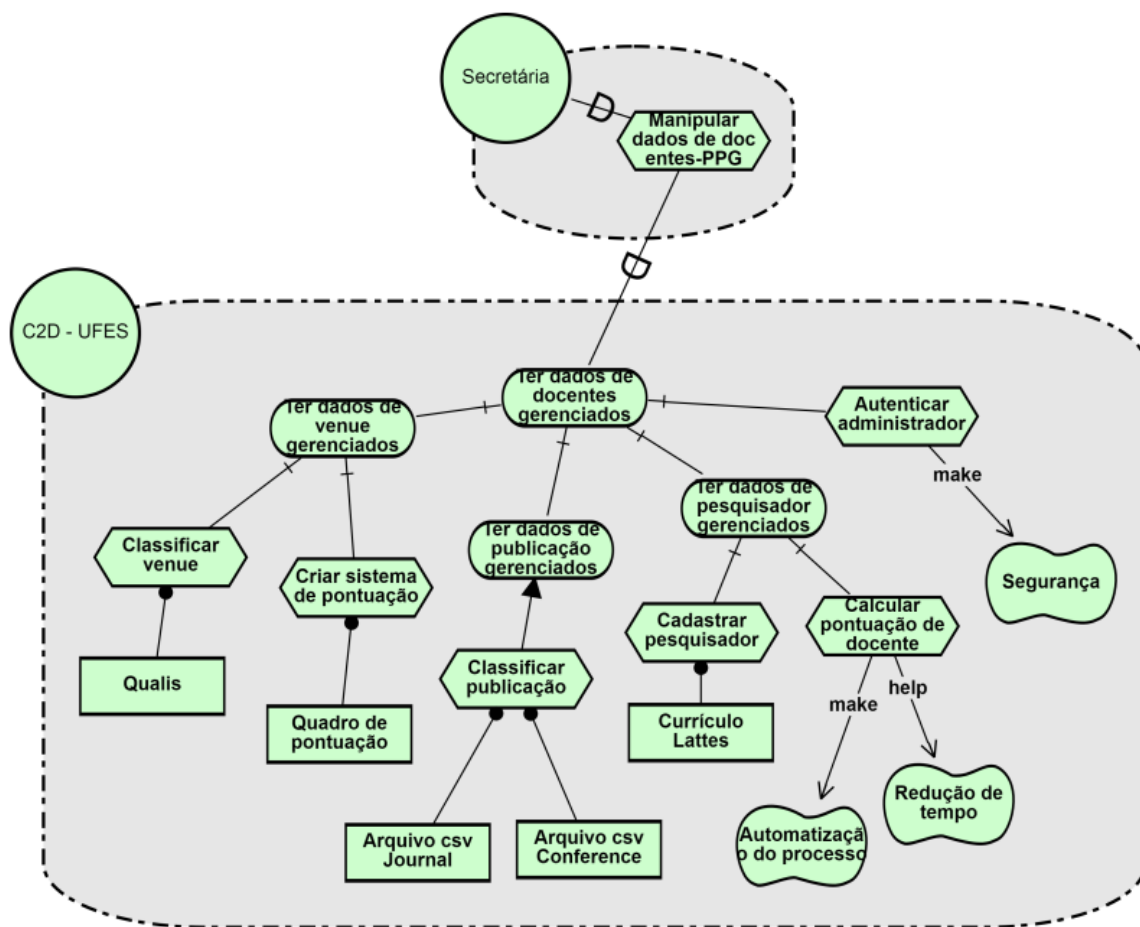 Secretária
Manipular
dados de doc
entes-PPG
C2D - UFES
Ter dados de
docentes
gerenciados
Ter dados de
venue
gerenciados
Autenticar
administrador
make
Ter dados de
pesquisador
gerenciados
Ter dados de
publicação
gerenciados
Classificar
venue
Criar sistema
de pontuação
Segurança
Cadastrar
pesquisador
Calcular
pontuação de
docente
Classificar
publicação
Qualis
help
make
Quadro de
pontuação
Currículo
Lattes
Redução de
tempo
Arquivo csv
Journal
Arquivo csv
Conference
Automatizaçã
o do processo